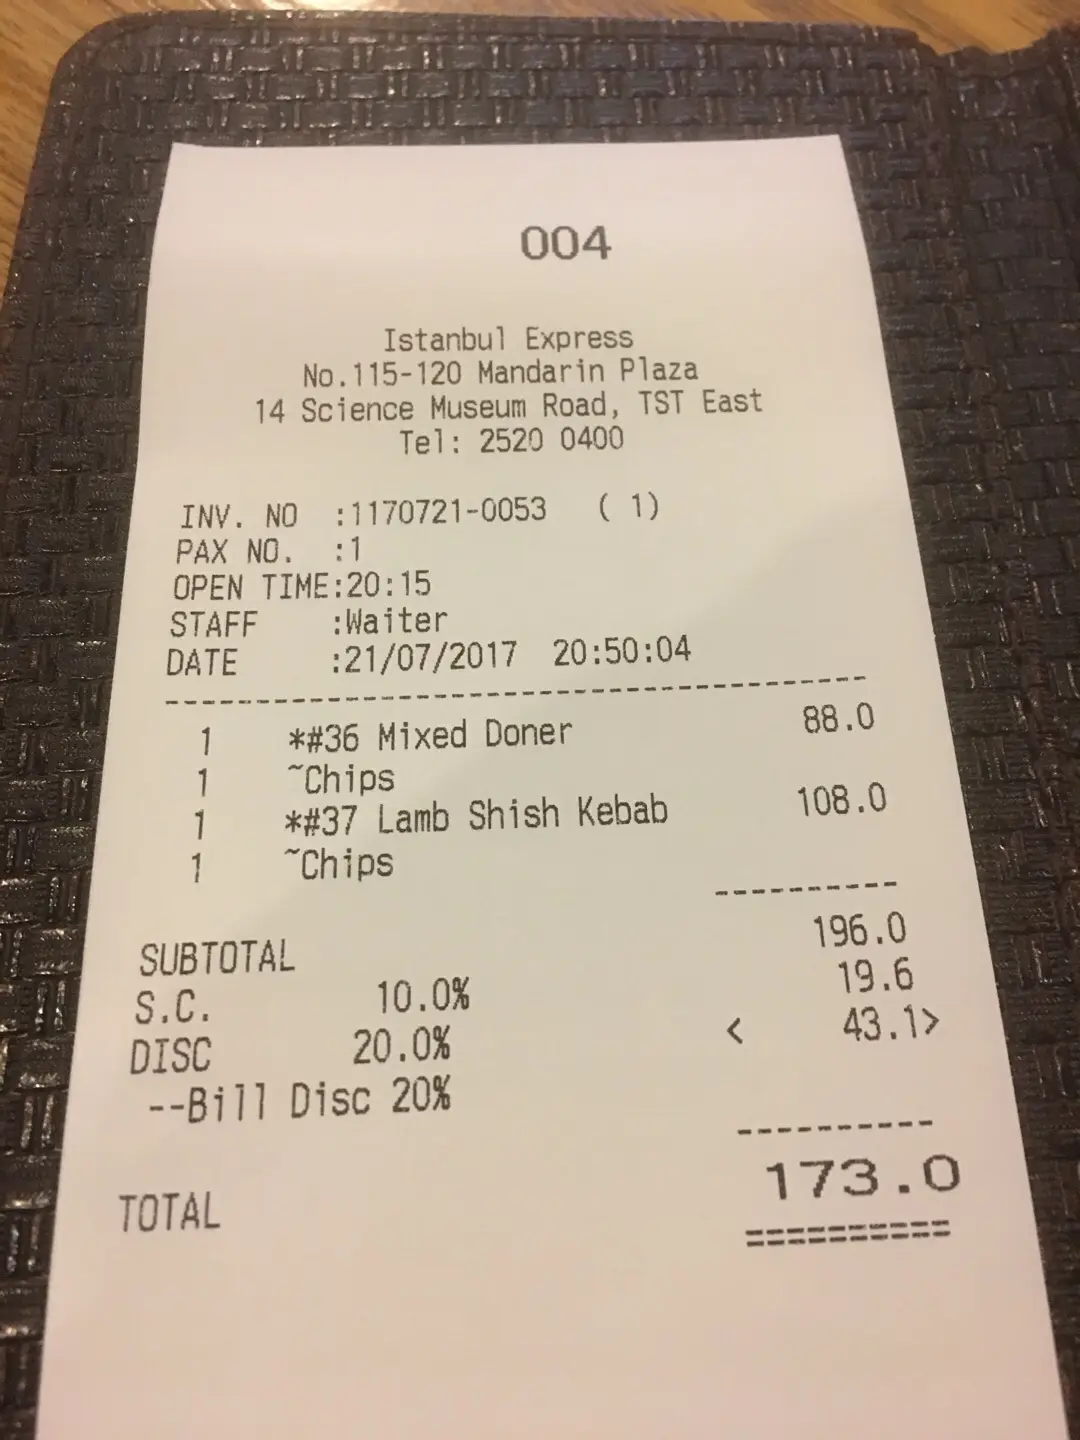 004
Istanbul Express
No.115-120 Mandarin Plaza
14 Science Museum Road, TST East
Tel: 2520 0400
INV. NO :1170721-0053 ( 1)
PAX NO. :1
OPEN TIME:20:15
STAFF :Waiter
DATE :21/07/2017 20:50:04
1 *#36 Mixed Doner 88.0
1 ~Chips
1 *#37 Lamb Shish Kebab 108.0
1 ~Chips
SUBTOTAL 196.0
S.C. 10.0% 19.6
DISC 20.0% < 43.1>
--Bill Disc 20%
TOTAL 173.0